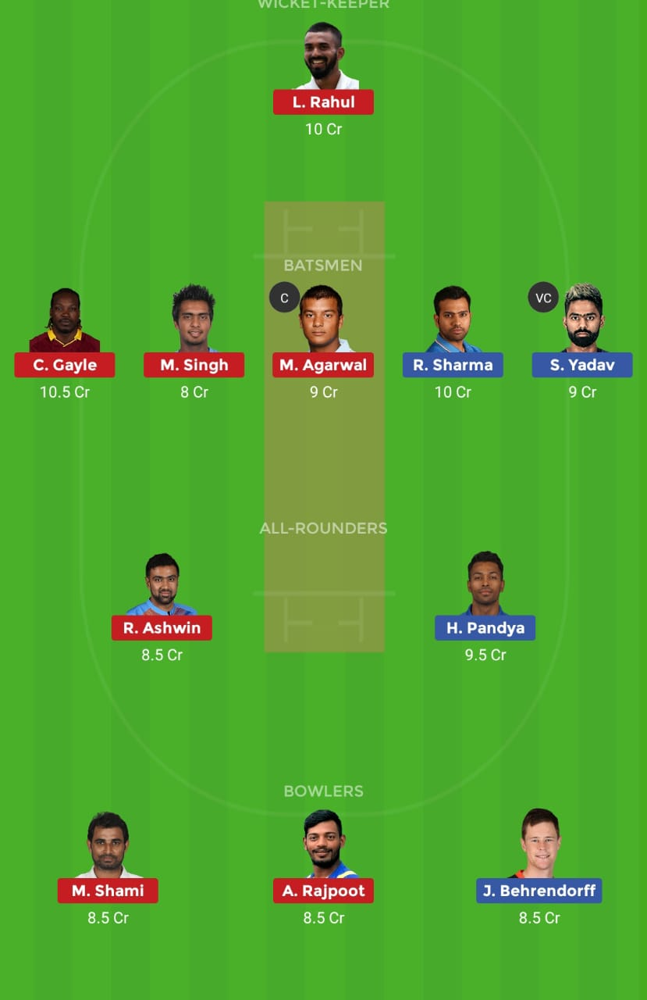 WICKET-KEEPER
L. Rahul
10 Cr
BATSMEN
C VC
C. Gayle M. Singh M. Agarwal R. Sharma S. Yadav
10.5 Cr 8 Cr 9 Cr 10 Cr 9 Cr
ALL-ROUNDERS
R. Ashwin H. Pandya
8.5 Cr 9.5 Cr
BOWLERS
M. Shami A. Rajpoot J. Behrendorff
8.5 Cr 8.5 Cr 8.5 Cr